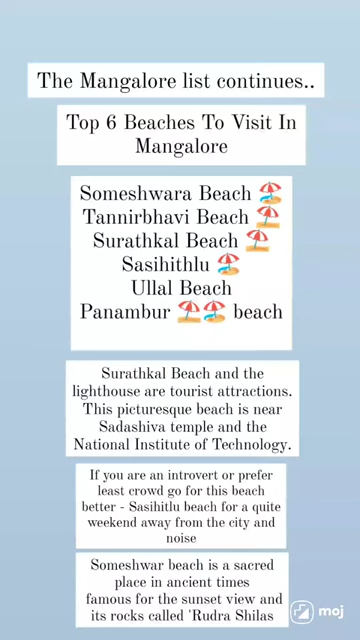 The Mangalore list continues..
Top 6 Beaches To Visit In
Mangalore
Someshwara Beach 🏖️
Tannirbhavi Beach ⛱️
Surathkal Beach ⛱️
Sasihithlu 🏖️
Ullal Beach
Panambur ⛱️🏖️ beach
Surathkal Beach and the
lighthouse are tourist attractions.
This picturesque beach is near
Sadashiva temple and the
National Institute of Technology.
If you are an introvert or prefer
least crowd go for this beach
better - Sasihitlu beach for a quite
weekend away from the city and
noise
Someshwar beach is a sacred
place in ancient times
famous for the sunset view and
its rocks called 'Rudra Shilas
moj